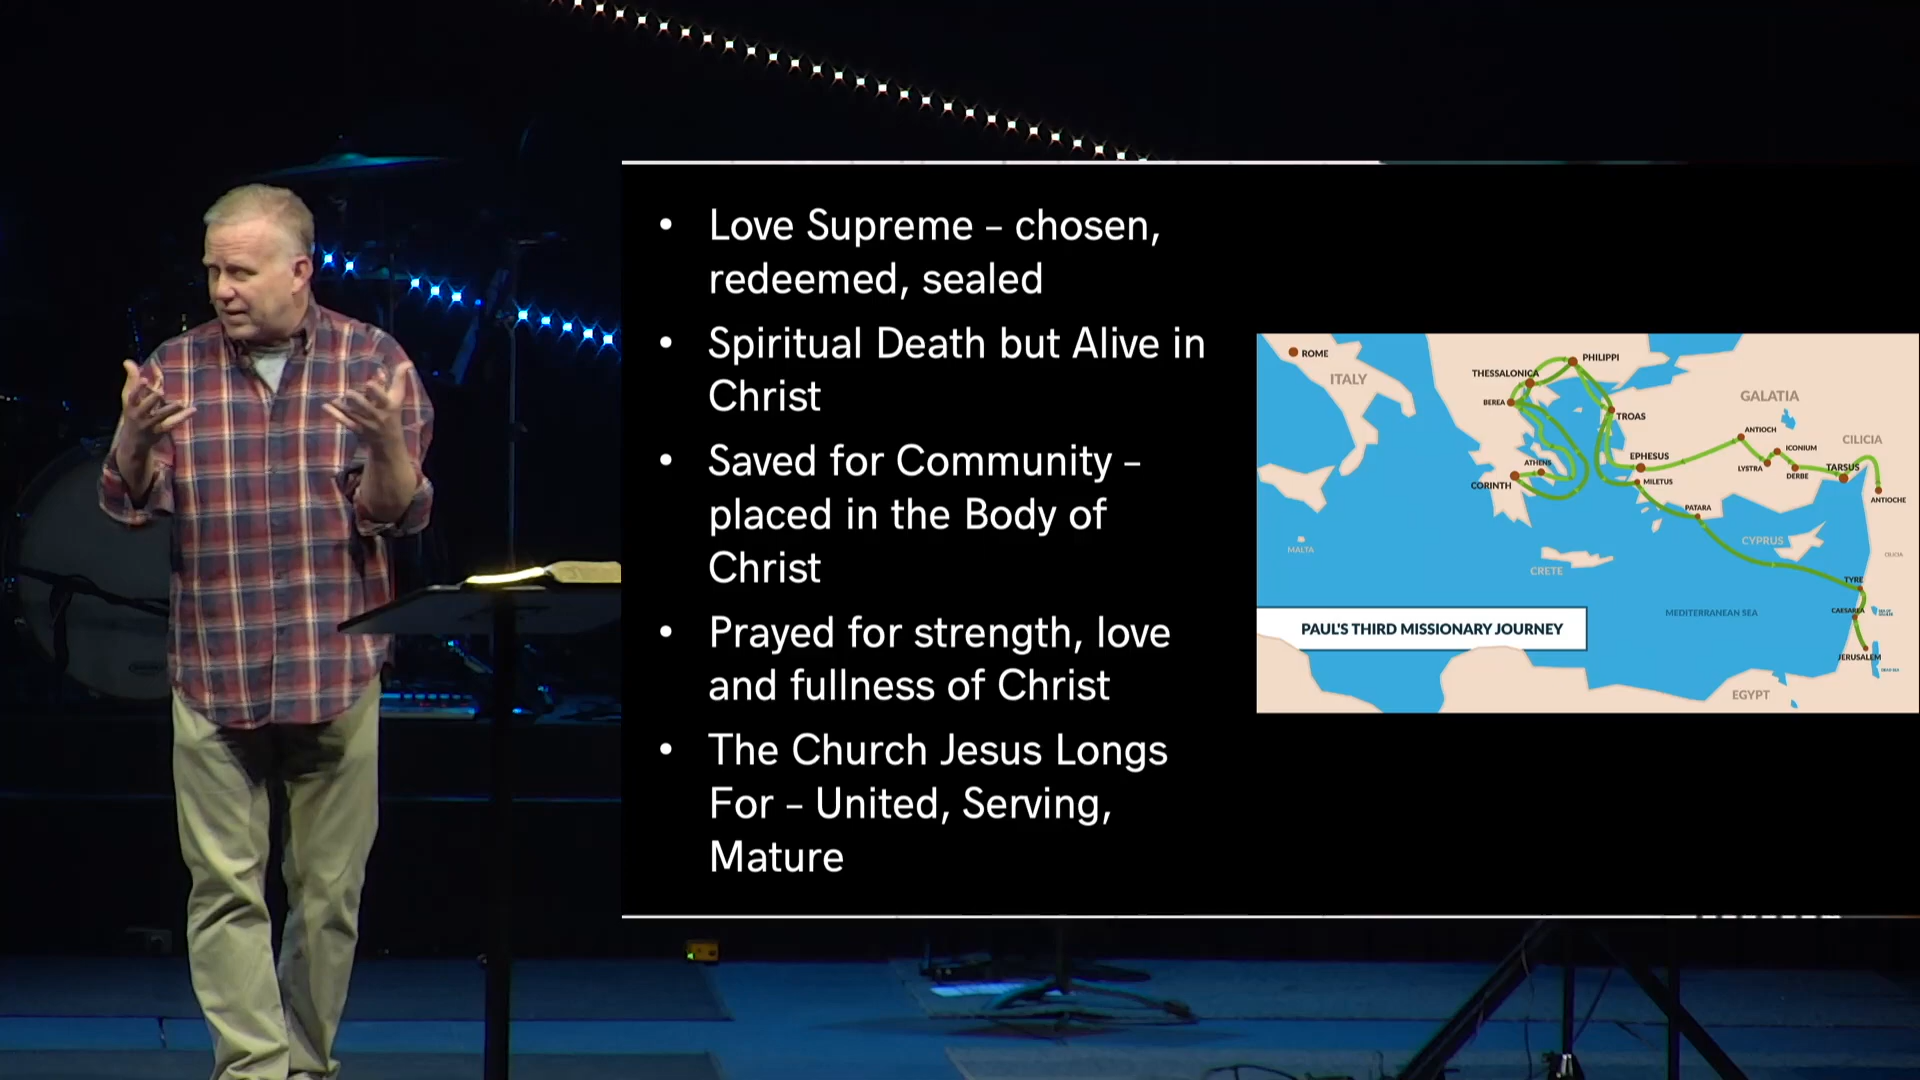 • Love Supreme – chosen,
redeemed, sealed
• Spiritual Death but Alive in
Christ
• Saved for Community –
placed in the Body of
Christ
• Prayed for strength, love
and fullness of Christ
• The Church Jesus Longs
For – United, Serving,
Mature
ROME
ITALY
PHILIPPI
THESSALONICA
BEREA
TROAS
GALATIA
ANTIOCH
ICONIUM
CILICIA
LYSTRA
DERBE
TARSUS
ANTIOCHE
EPHESUS
ATHENS
CORINTH
MILETUS
PATARA
MALTA
CRETE
CYPRUS
TYRE
MEDITERRANEAN SEA
CAESAREA
PAUL'S THIRD MISSIONARY JOURNEY
JERUSALEM
EGYPT